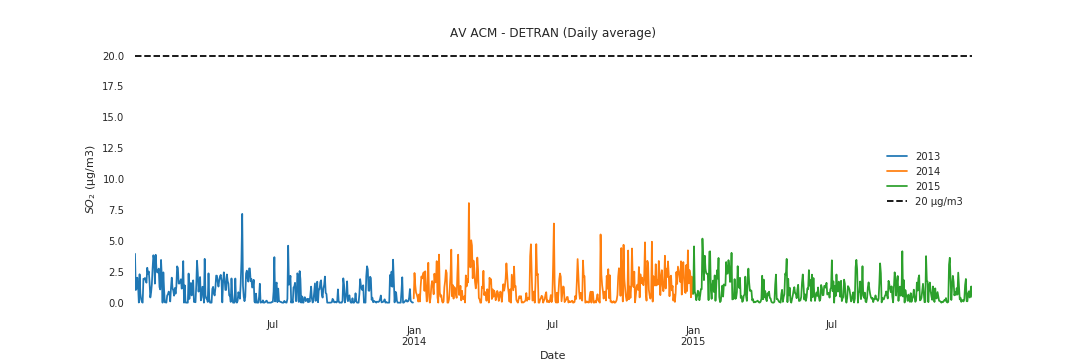 AV ACM - DETRAN (Daily average)
20.0
17.5
15.0
12.5
10.0
7.5
5.0
2.5
0.0
SO₂ (µg/m3)
2013
2014
2015
20 µg/m3
Jul
Jan
2014
Jul
Jan
2015
Jul
Date